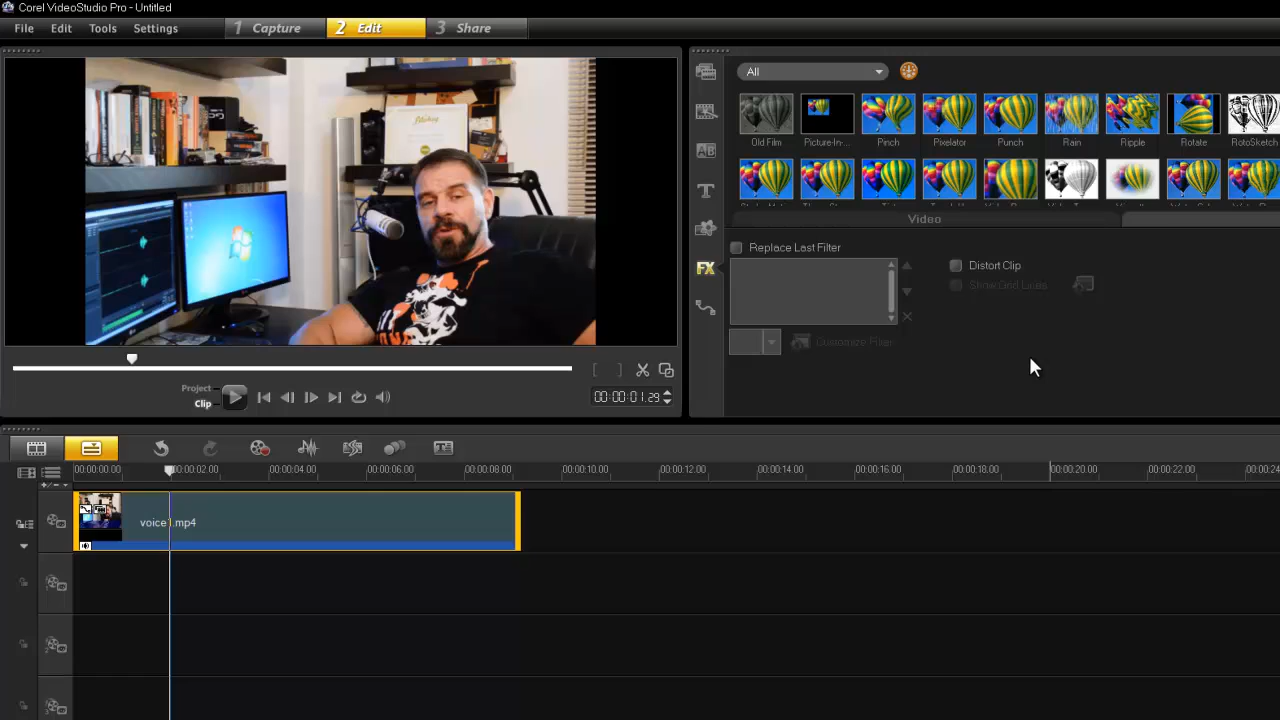 Corel VideoStudio Pro - Untitled
File Edit Tools Settings 1 Capture 2 Edit 3 Share
All
Old Film Picture-In-... Pinch Pixelator Punch Rain Ripple Rotate RotoSketch
Video
Replace Last Filter
Distort Clip
Show Grid Lines
Customize Filter
Project
Clip
00:00:01.29
00:00:00.00 00:00:02.00 00:00:04.00 00:00:06.00 00:00:08.00 00:00:10.00 00:00:12.00 00:00:14.00 00:00:16.00 00:00:18.00 00:00:20.00 00:00:22.00 00:00:24
voice1.mp4